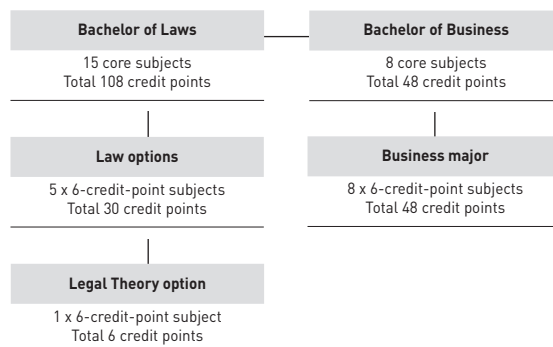 Bachelor of Laws
15 core subjects
Total 108 credit points
Law options
5 x 6-credit-point subjects
Total 30 credit points
Legal Theory option
1 x 6-credit-point subject
Total 6 credit points
Bachelor of Business
8 core subjects
Total 48 credit points
Business major
8 x 6-credit-point subjects
Total 48 credit points